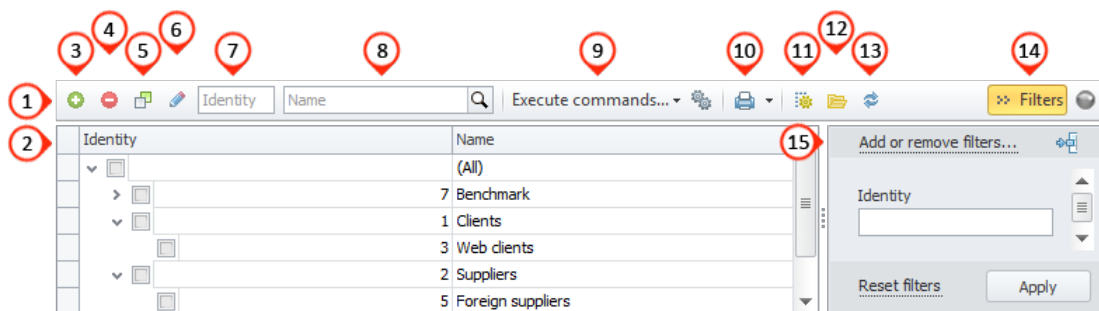 4 6 12
3 5 7 8 9 10 11 13 14
1 Identity Name Execute commands... Filters
2 Identity Name 15 Add or remove filters...
(All)
7 Benchmark Identity
1 Clients
3 Web clients
2 Suppliers Reset filters Apply
5 Foreign suppliers